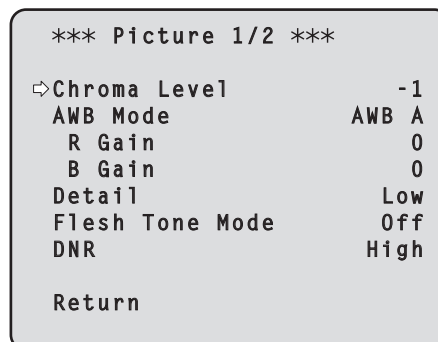 *** Picture 1/2 ***
⇨Chroma Level -1
AWB Mode AWB A
R Gain 0
B Gain 0
Detail Low
Flesh Tone Mode Off
DNR High
Return